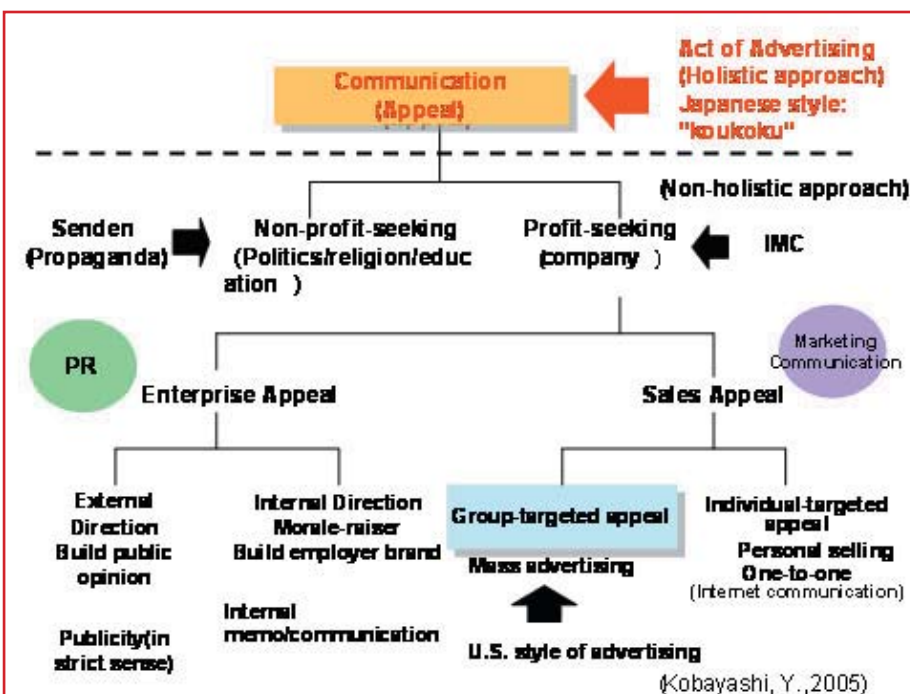 Act of Advertising
(Holistic approach)
Japanese style:
"koukoku"
Communication
(Appeal)
(Non-holistic approach)
Senden
(Propaganda)
Non-profit-seeking
(Politics/religion/educ
ation )
Profit-seeking
(company )
IMC
PR
Marketing
Communication
Enterprise Appeal
Sales Appeal
External
Direction
Build public
opinion
Publicity(in
strict sense)
Internal Direction
Morale-raiser
Build employer brand
Internal
memo/communication
Group-targeted appeal
Mass advertising
U.S. style of advertising
Individual-targeted
appeal
Personal selling
One-to-one
(Internet communication)
(Kobayashi, Y.,2005)